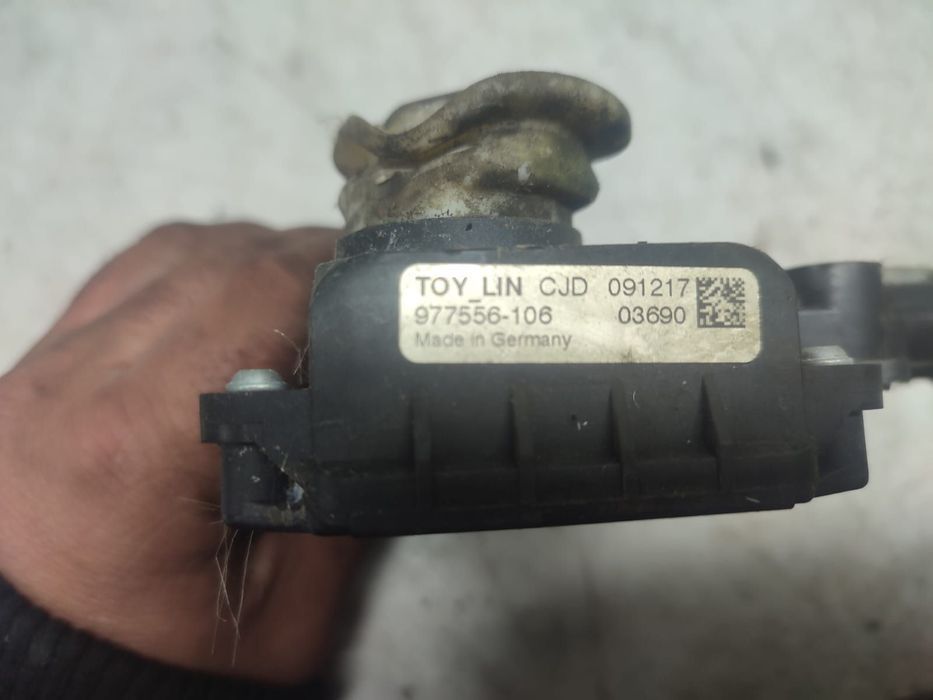 TOY_LIN CJD 091217
977556-106 03690
Made in Germany